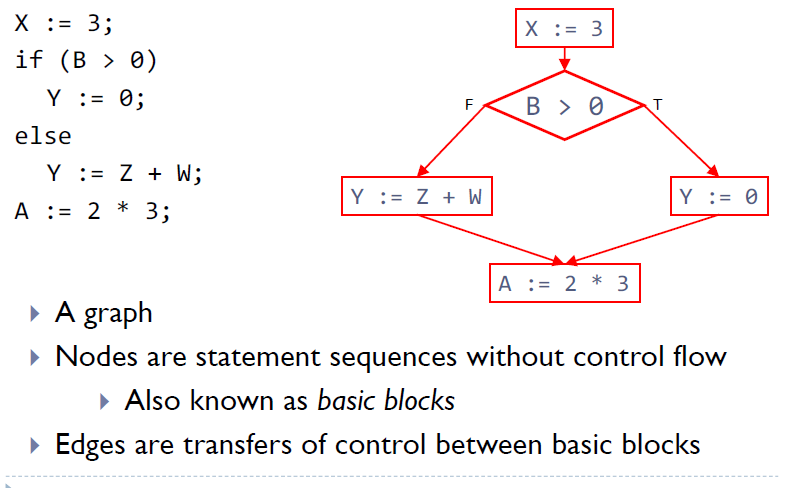 X := 3;
if (B > 0)
Y := 0;
else
Y := Z + W;
A := 2 * 3;
X := 3
F
B > 0
T
Y := Z + W
Y := 0
A := 2 * 3
A graph
Nodes are statement sequences without control flow
Also known as basic blocks
Edges are transfers of control between basic blocks